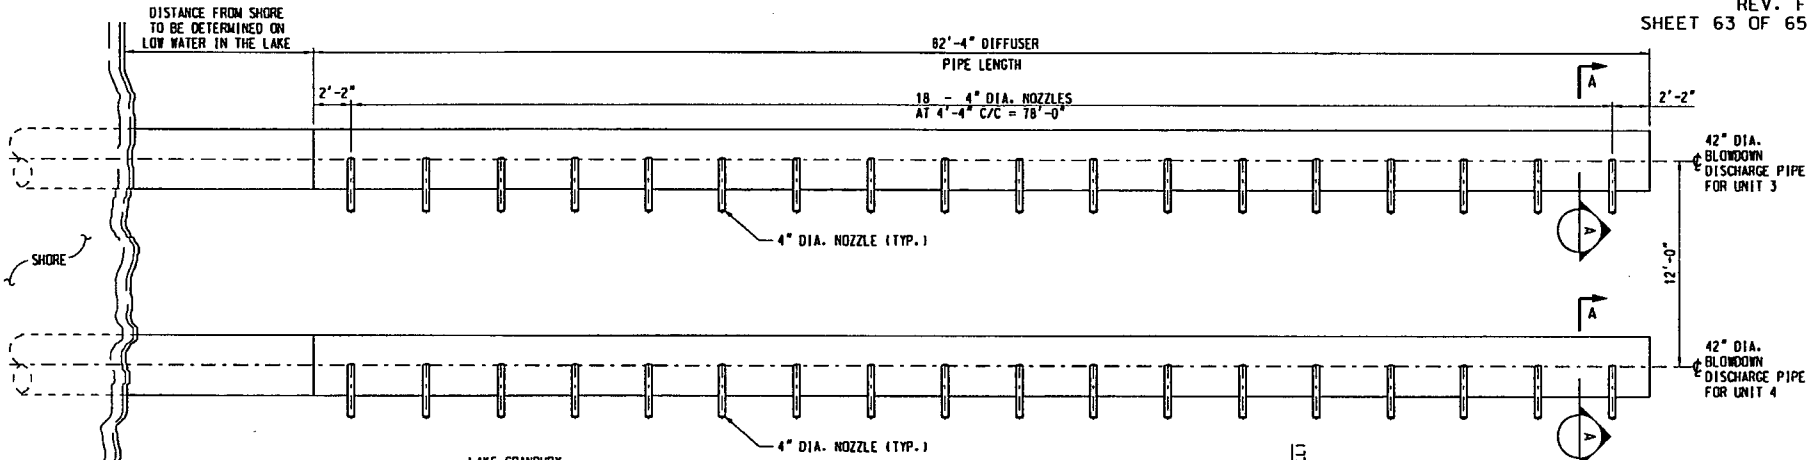 REV. F
SHEET 63 OF 65
DISTANCE FROM SHORE
TO BE DETERMINED ON
LOW WATER IN THE LAKE
82'-4" DIFFUSER
PIPE LENGTH
A
2'-2"
18 - 4" DIA. NOZZLES
AT 4'-4" C/C = 78'-0"
2'-2"
42" DIA.
BLOWDOWN
DISCHARGE PIPE
FOR UNIT 3
4" DIA. NOZZLE (TYP.)
A
SHORE
12'-0"
A
42" DIA.
BLOWDOWN
DISCHARGE PIPE
FOR UNIT 4
4" DIA. NOZZLE (TYP.)
A
LAKE GRANBURY